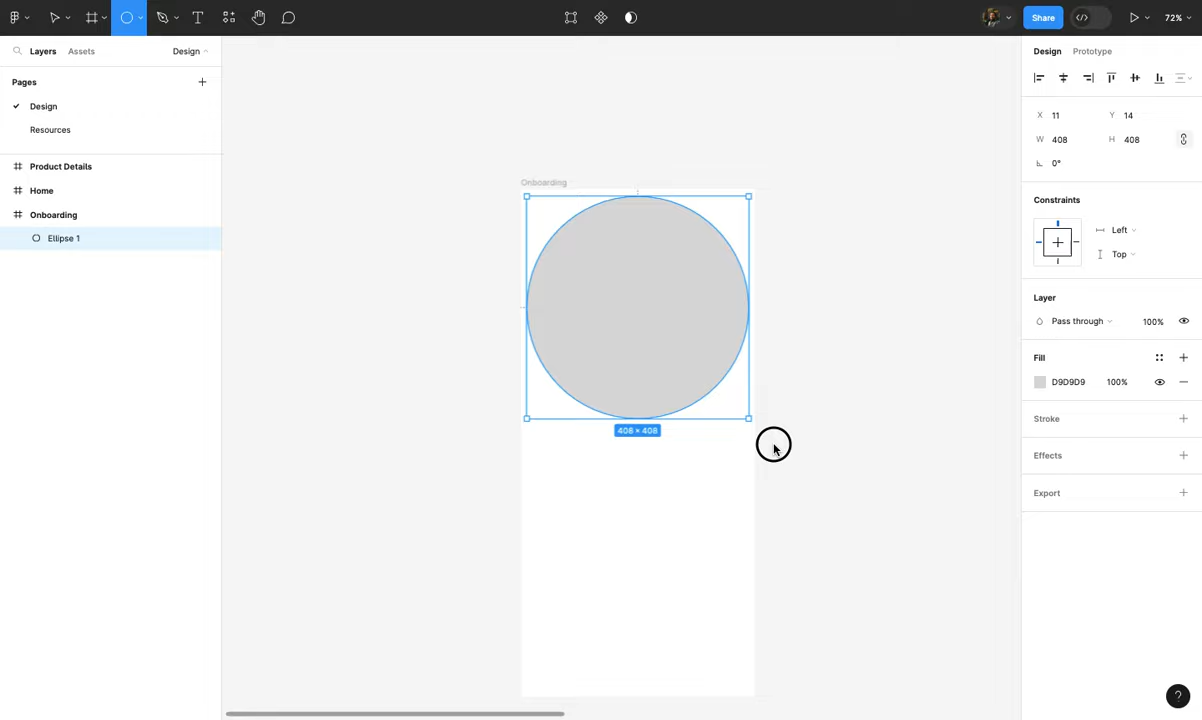 Share
72%
Layers Assets Design
Pages
Design
Resources
Product Details
Home
Onboarding
Ellipse 1
Onboarding
408 × 408
Design Prototype
X 11 Y 14
W 408 H 408
0°
Constraints
Left
Top
Layer
Pass through 100%
Fill
D9D9D9 100%
Stroke
Effects
Export
?